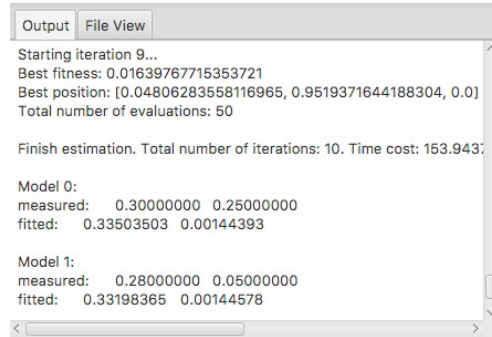 Output File View
Starting iteration 9...
Best fitness: 0.01639767715353721
Best position: [0.04806283558116965, 0.9519371644188304, 0.0]
Total number of evaluations: 50
Finish estimation. Total number of iterations: 10. Time cost: 153.9437
Model 0:
measured: 0.30000000 0.25000000
fitted: 0.33503503 0.00144393
Model 1:
measured: 0.28000000 0.05000000
fitted: 0.33198365 0.00144578